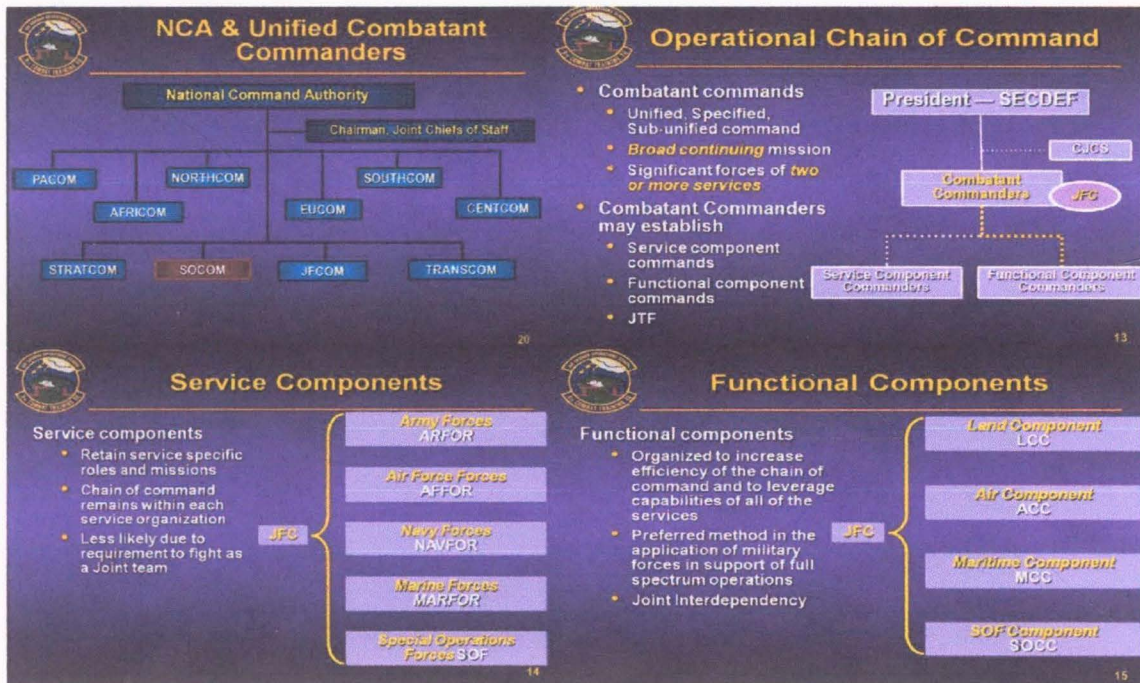 NCA & Unified Combatant
Commanders
National Command Authority
Chairman, Joint Chiefs of Staff
PACOM
NORTHCOM
SOUTHCOM
AFRICOM
EUCOM
CENTCOM
STRATCOM
SOCOM
JFCOM
TRANSCOM
20
Operational Chain of Command
• Combatant commands
• Unified, Specified,
Sub-unified command
• Broad continuing mission
• Significant forces of two
or more services
• Combatant Commanders
may establish
• Service component
commands
• Functional component
commands
• JTF
President — SECDEF
CJCS
Combatant
Commanders
JFC
Service Component
Commanders
Functional Component
Commanders
13
Service Components
Service components
• Retain service specific
roles and missions
• Chain of command
remains within each
service organization
• Less likely due to
requirement to fight as
a Joint team
JFC
Army Forces
ARFOR
Air Force Forces
AFFOR
Navy Forces
NAVFOR
Marine Forces
MARFOR
Special Operations
Forces SOF
14
Functional Components
Functional components
• Organized to increase
efficiency of the chain of
command and to leverage
capabilities of all of the
services
• Preferred method in the
application of military
forces in support of full
spectrum operations
• Joint Interdependency
JFC
Land Component
LCC
Air Component
ACC
Maritime Component
MCC
SOF Component
SOCC
15